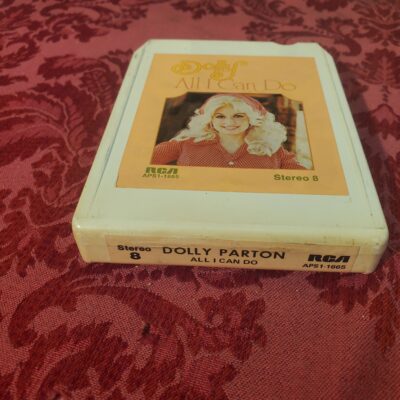 Dolly
All I Can Do
RCA
APS1-1665
Stereo 8
Stereo
8
DOLLY PARTON
ALL I CAN DO
RCA
APS1-1665